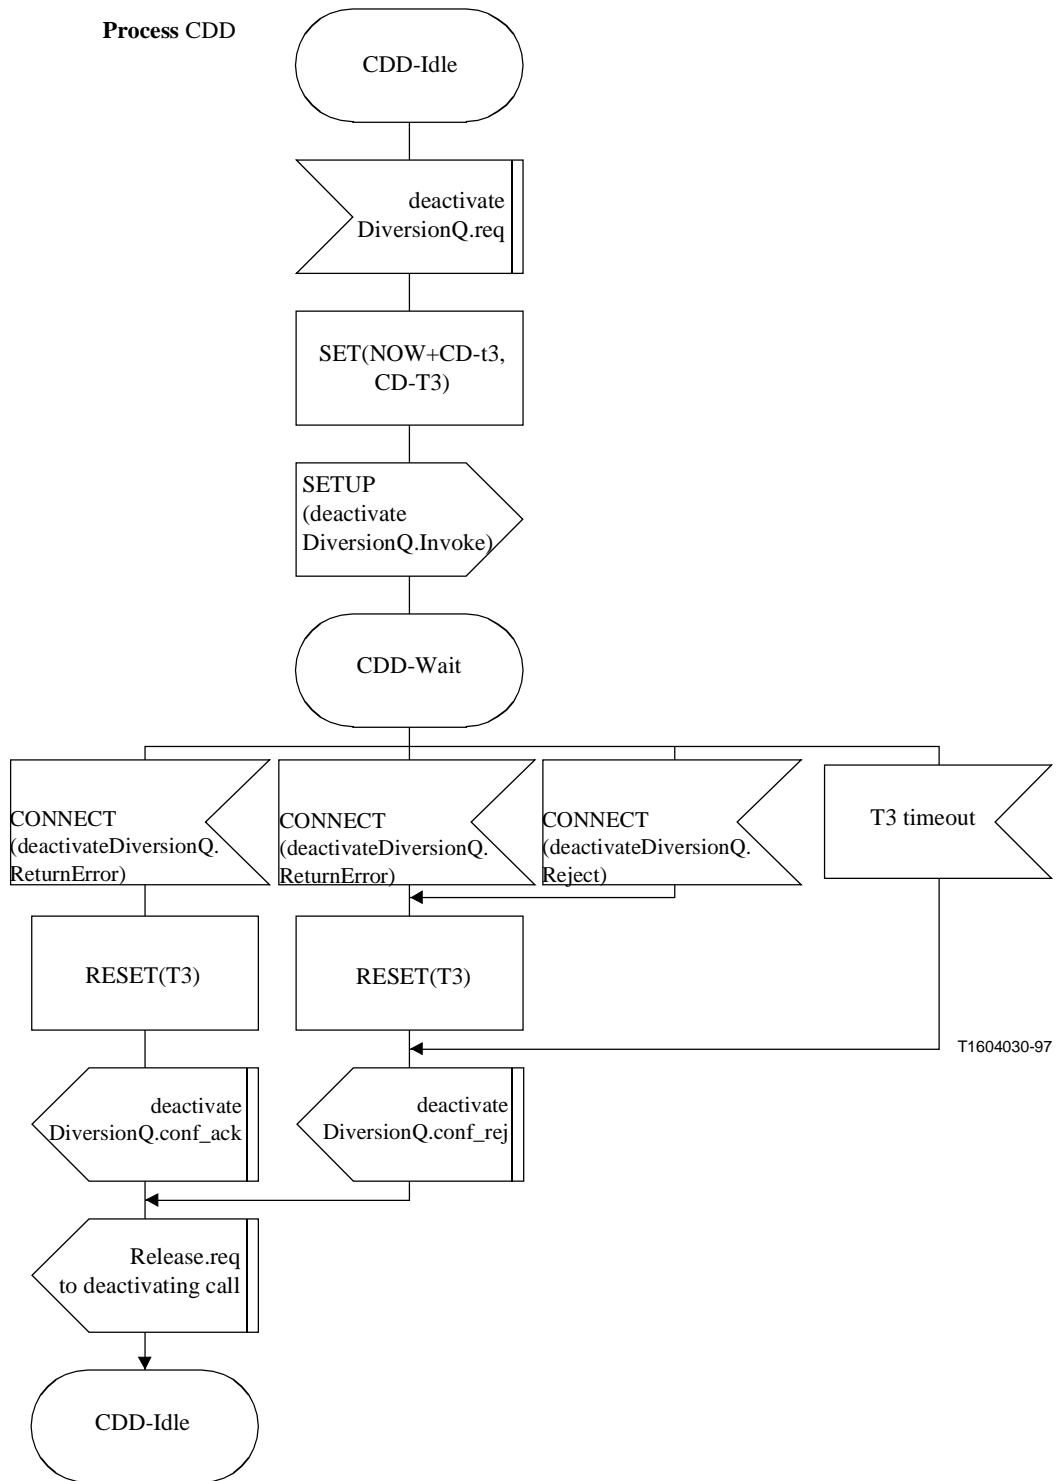 Process CDD
CDD-Idle
deactivate
DiversionQ.req
SET(NOW+CD-t3,
CD-T3)
SETUP
(deactivate
DiversionQ.Invoke)
CDD-Wait
CONNECT
(deactivateDiversionQ.
ReturnError)
CONNECT
(deactivateDiversionQ.
ReturnError)
CONNECT
(deactivateDiversionQ.
Reject)
T3 timeout
RESET(T3)
RESET(T3)
T1604030-97
deactivate
DiversionQ.conf_ack
deactivate
DiversionQ.conf_rej
Release.req
to deactivating call
CDD-Idle